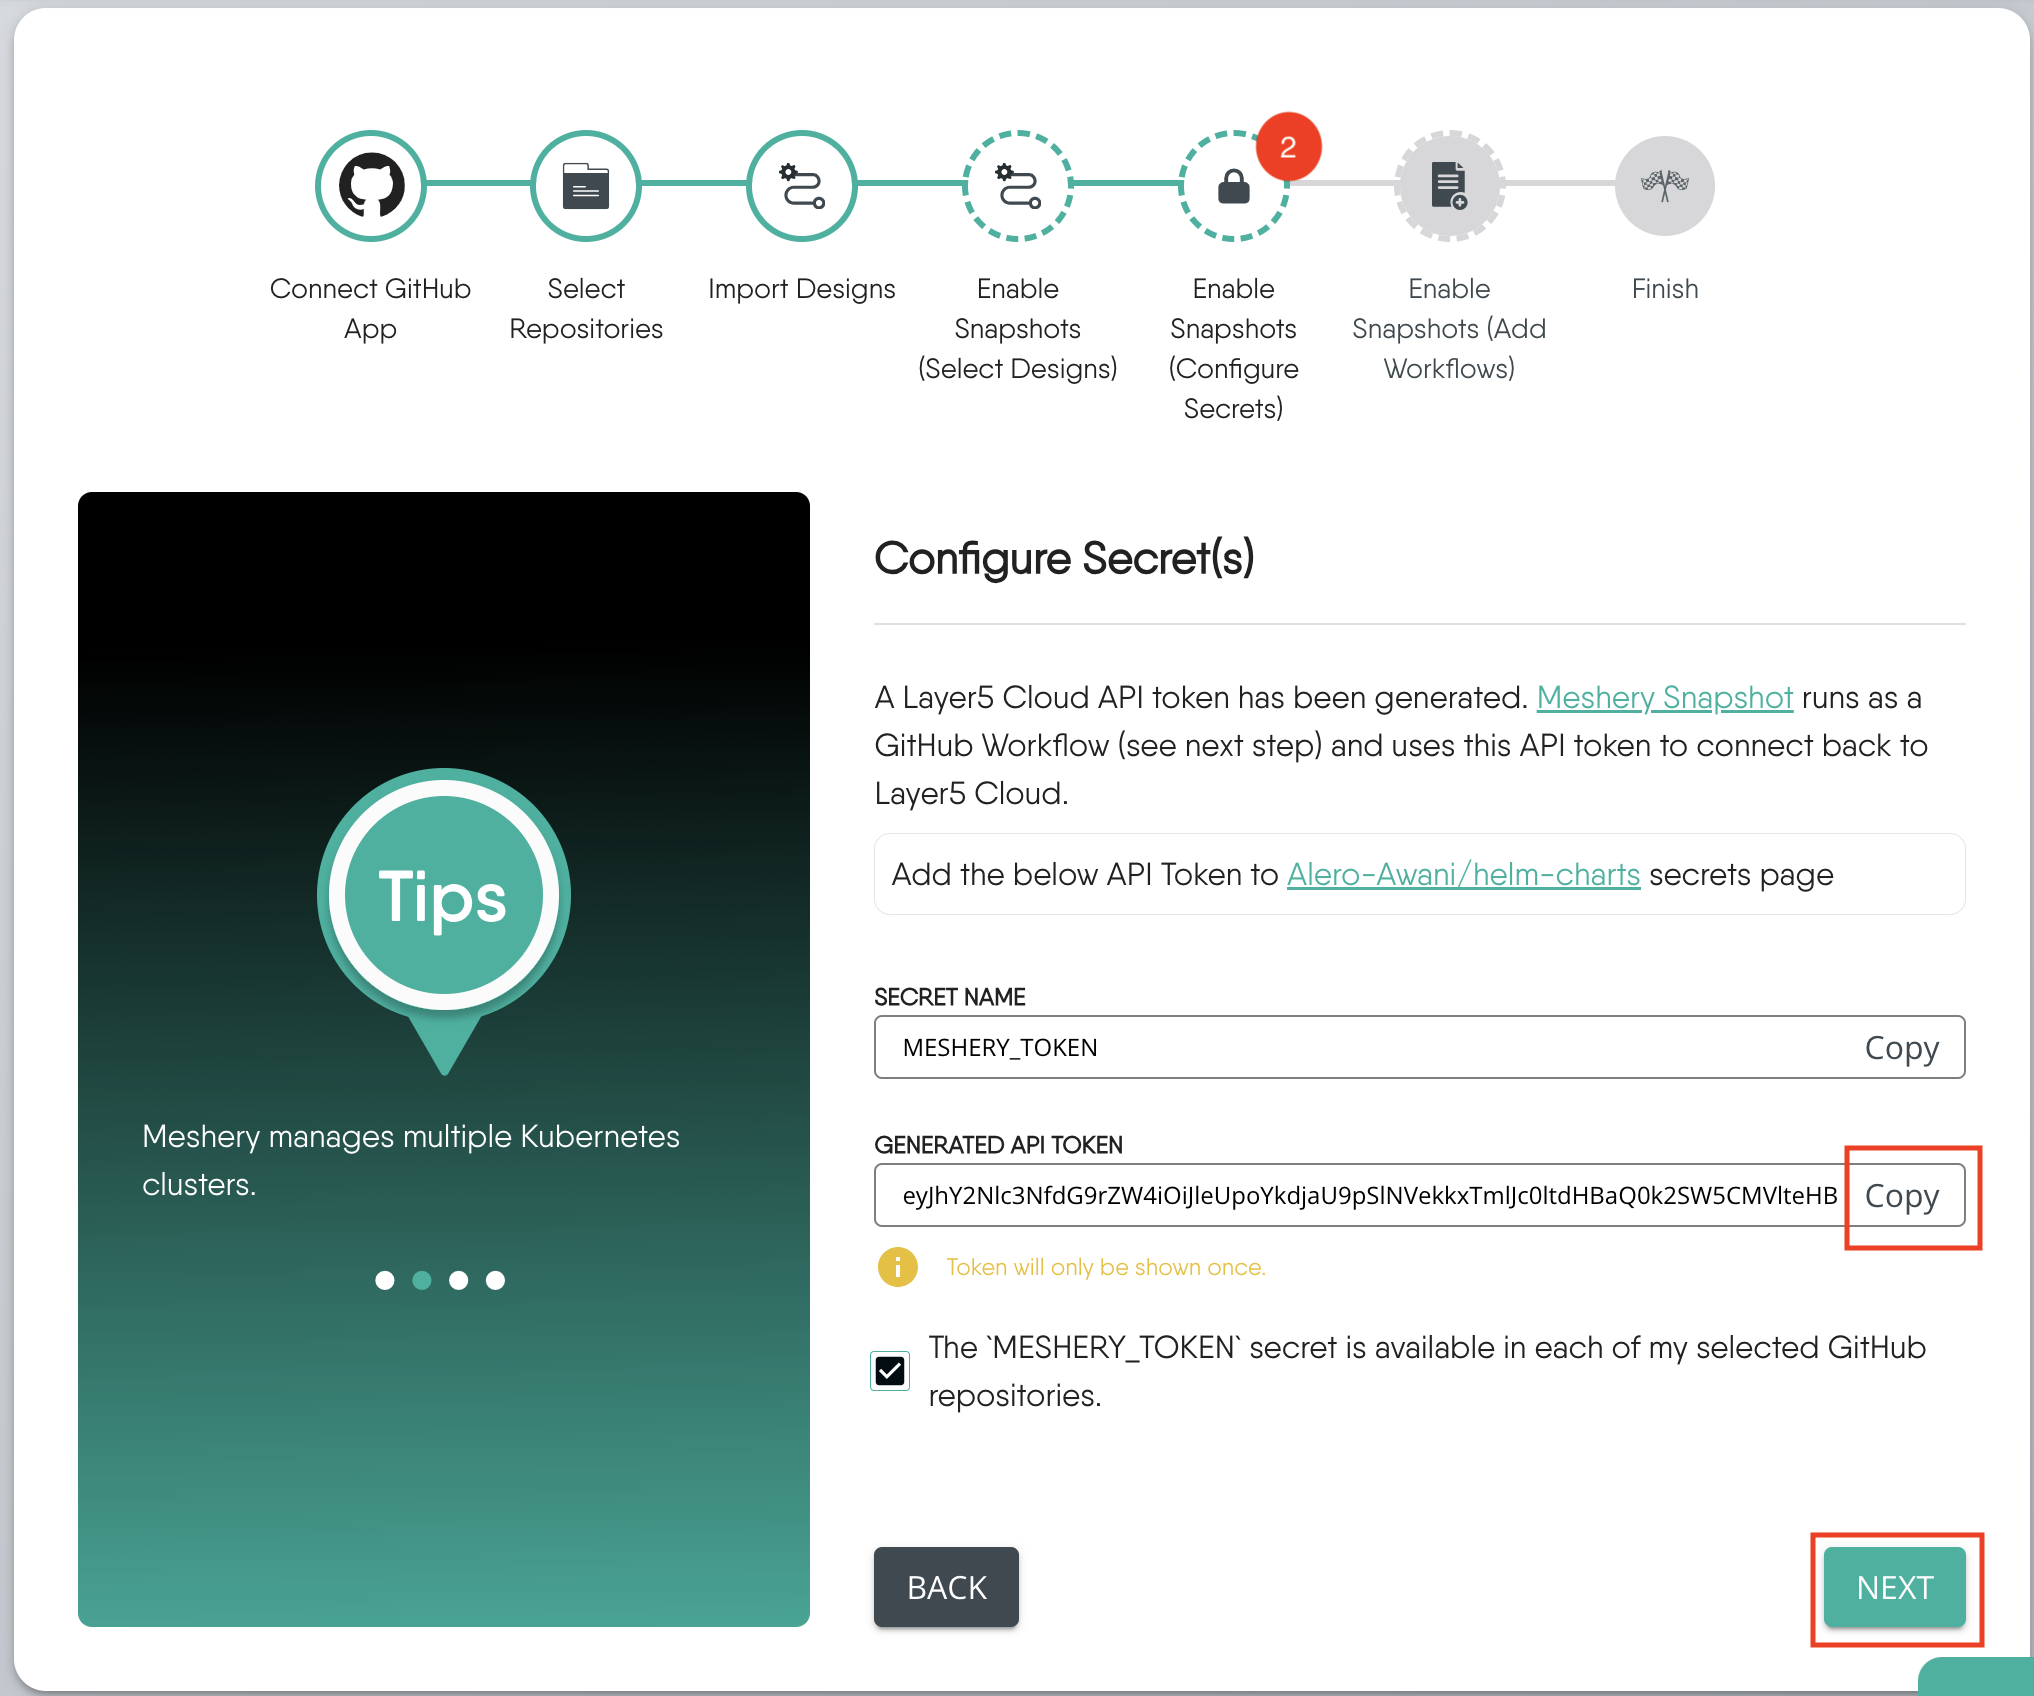 2
Connect GitHub
App
Select
Repositories
Import Designs
Enable
Snapshots
(Select Designs)
Enable
Snapshots
(Configure
Secrets)
Enable
Snapshots (Add
Workflows)
Finish
Tips
Meshery manages multiple Kubernetes
clusters.
Configure Secret(s)
A Layer5 Cloud API token has been generated. Meshery Snapshot runs as a
GitHub Workflow (see next step) and uses this API token to connect back to
Layer5 Cloud.
Add the below API Token to Alero-Awani/helm-charts secrets page
SECRET NAME
MESHERY_TOKEN Copy
GENERATED API TOKEN
eyJhY2Nlc3NfdG9rZW4iOiJleUpoYkdjaU9pSlNVekkxTmlJc0ltdHBaQ0k2SW5CMVlteHB Copy
Token will only be shown once.
The `MESHERY_TOKEN` secret is available in each of my selected GitHub
repositories.
BACK
NEXT